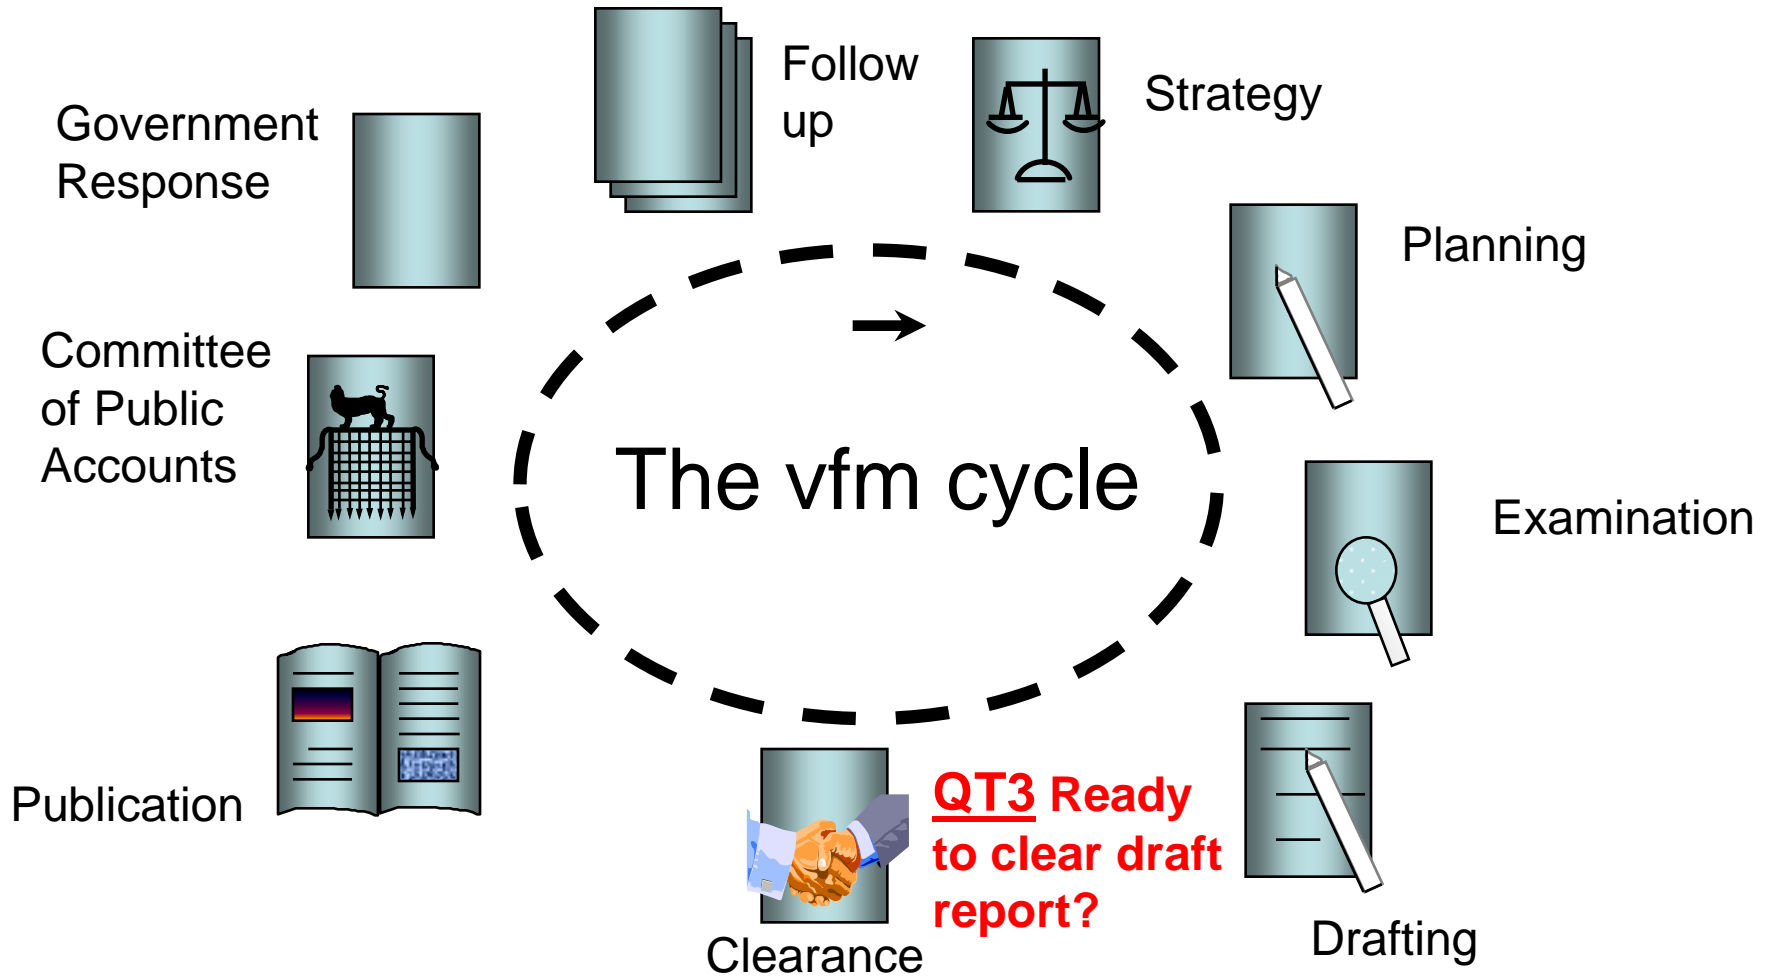 Follow
up
Strategy
Government
Response
Planning
Committee
of Public
Accounts
The vfm cycle
Examination
Publication
QT3 Ready
to clear draft
report?
Drafting
Clearance